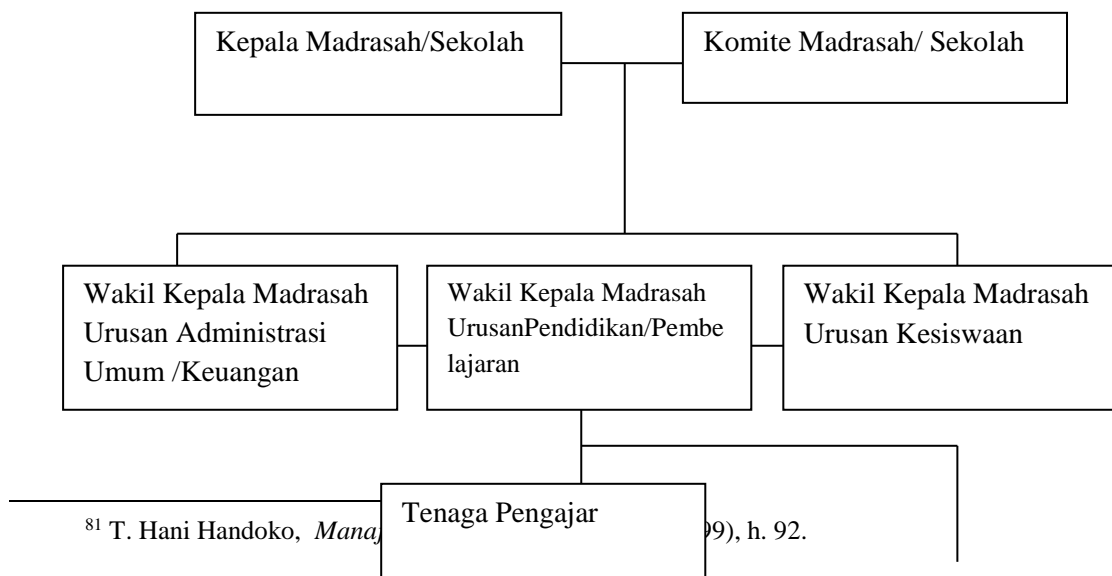 Kepala Madrasah/Sekolah
Komite Madrasah/ Sekolah
Wakil Kepala Madrasah
Urusan Administrasi
Umum /Keuangan
Wakil Kepala Madrasah
UrusanPendidikan/Pembe
lajaran
Wakil Kepala Madrasah
Urusan Kesiswaan
Tenaga Pengajar
81 T. Hani Handoko, 99), h. 92.